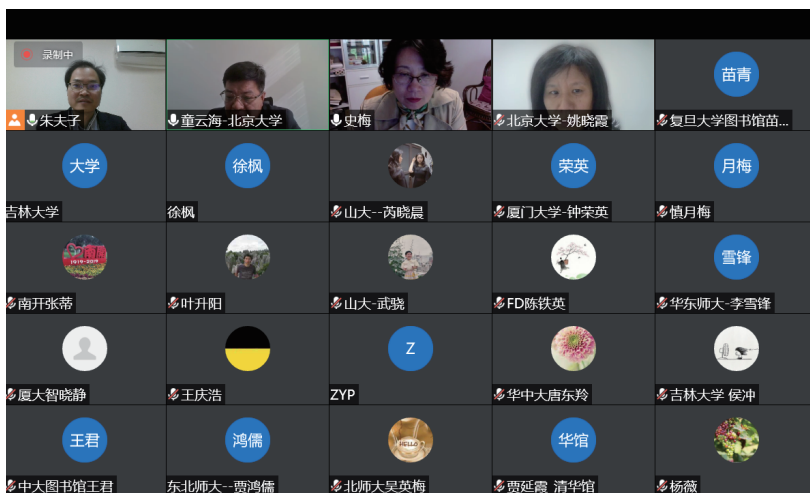 录制中
朱夫子
童云海-北京大学
史梅
北京大学-姚晓霞
苗青
复旦大学图书馆苗...
大学
吉林大学
徐枫
徐枫
山大--芮晓晨
荣英
厦门大学-钟荣英
月梅
慎月梅
1919-2019
南开张蒂
叶升阳
山大-武骁
FD陈铁英
雪锋
华东师大-李雪锋
厦大智晓静
王庆浩
Z
ZYP
华中大唐东羚
吉林大学 侯冲
王君
中大图书馆王君
鸿儒
东北师大--贾鸿儒
HELLO
北师大吴英梅
华馆
贾延霞 清华馆
杨薇